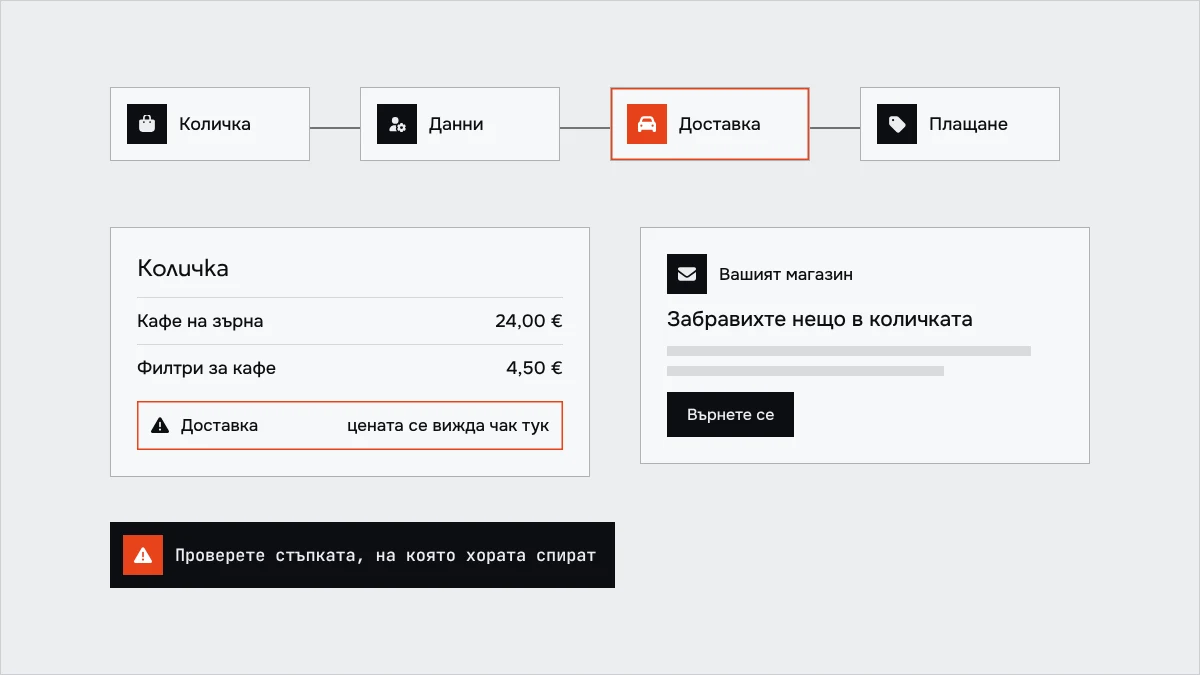 Количка
Данни
Доставка
Плащане
Количка
Кафе на зърна 24,00 €
Филтри за кафе 4,50 €
Доставка цената се вижда чак тук
Вашият магазин
Забравихте нещо в количката
Върнете се
Проверете стъпката, на която хората спират